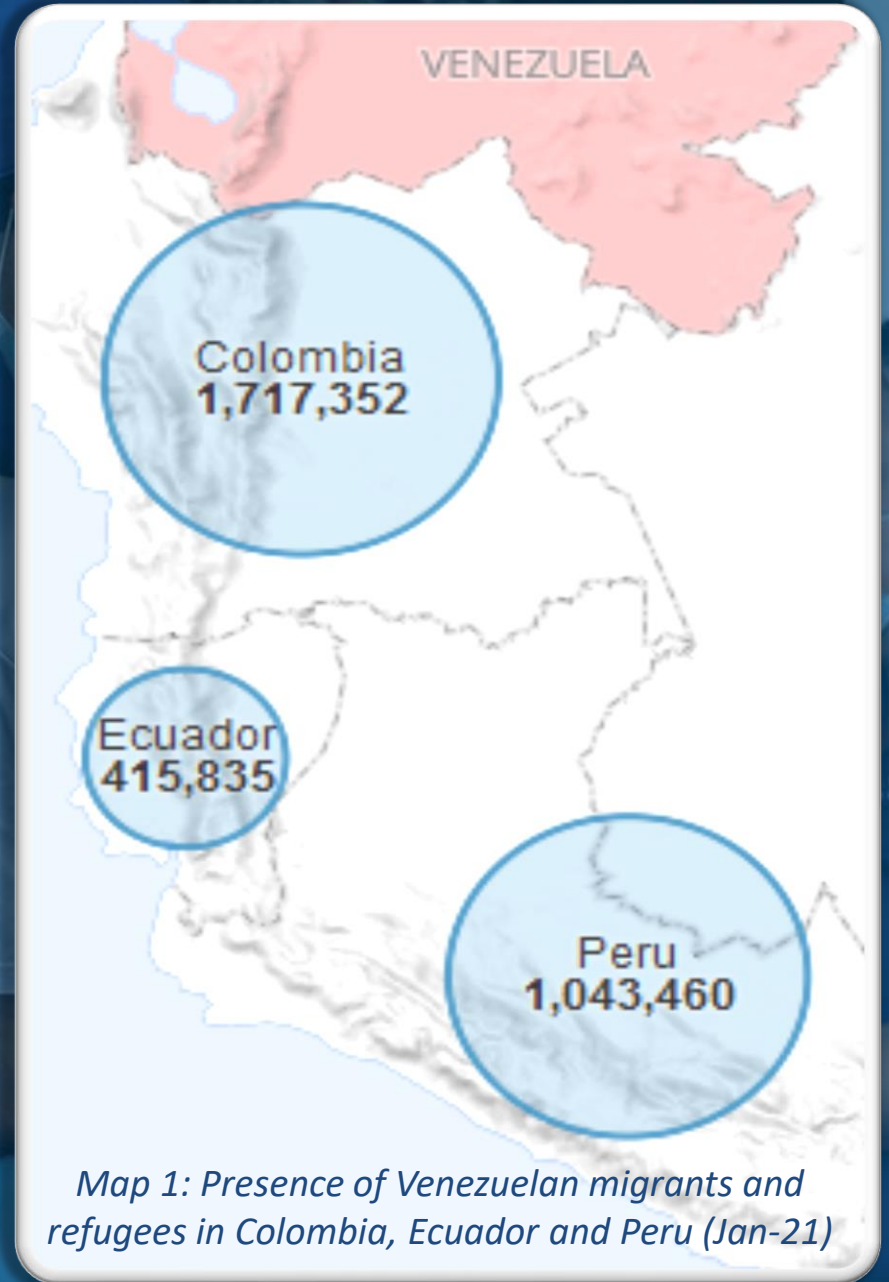 VENEZUELA
Colombia
1,717,352
Ecuador
415,835
Peru
1,043,460
Map 1: Presence of Venezuelan migrants and
refugees in Colombia, Ecuador and Peru (Jan-21)